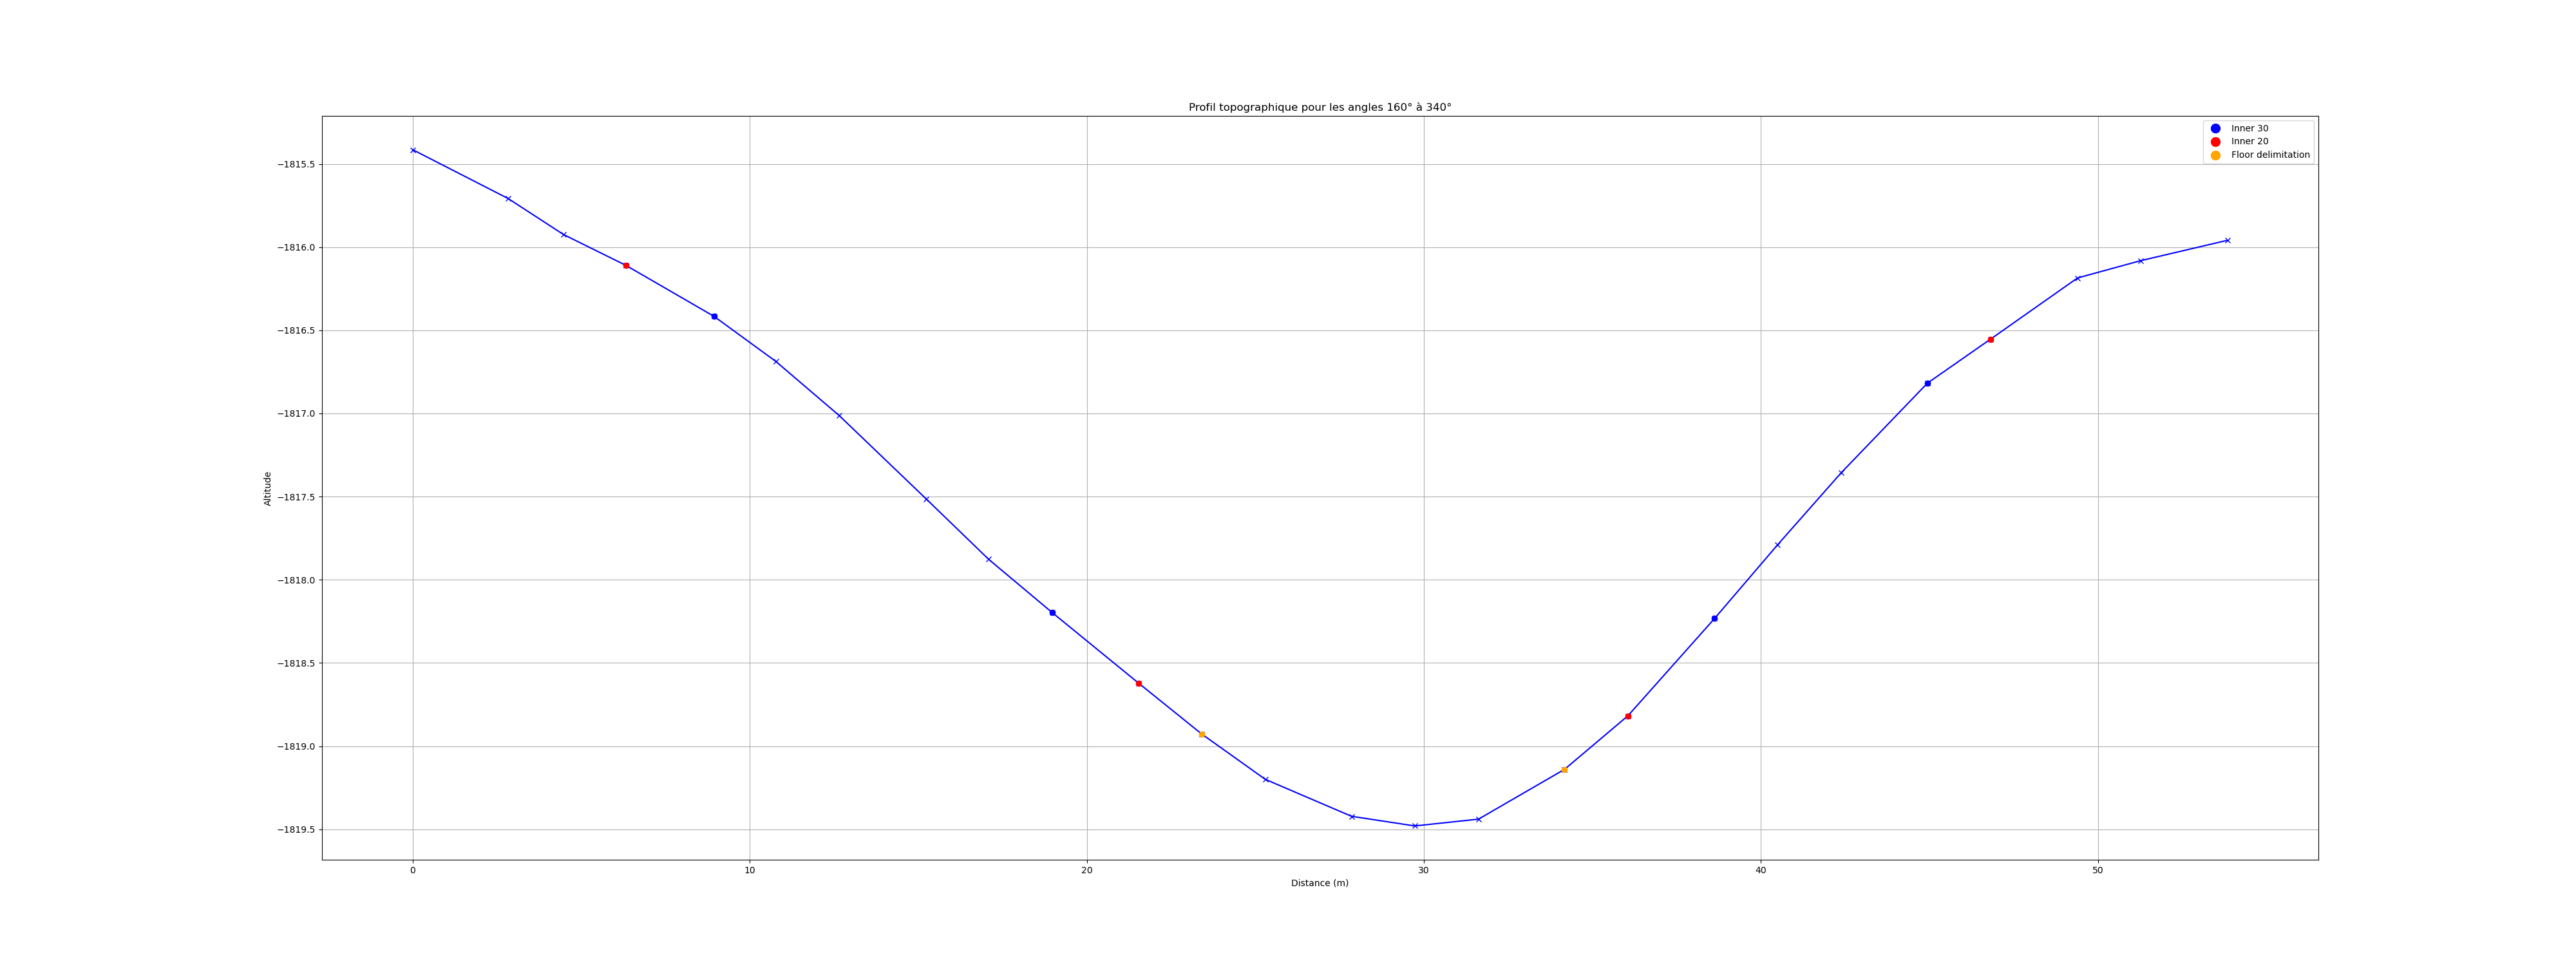 Profil topographique pour les angles 160° à 340°
Inner 30
Inner 20
Floor delimitation
Altitude
−1815.5
−1816.0
−1816.5
−1817.0
−1817.5
−1818.0
−1818.5
−1819.0
−1819.5
0 10 20 30 40 50
Distance (m)